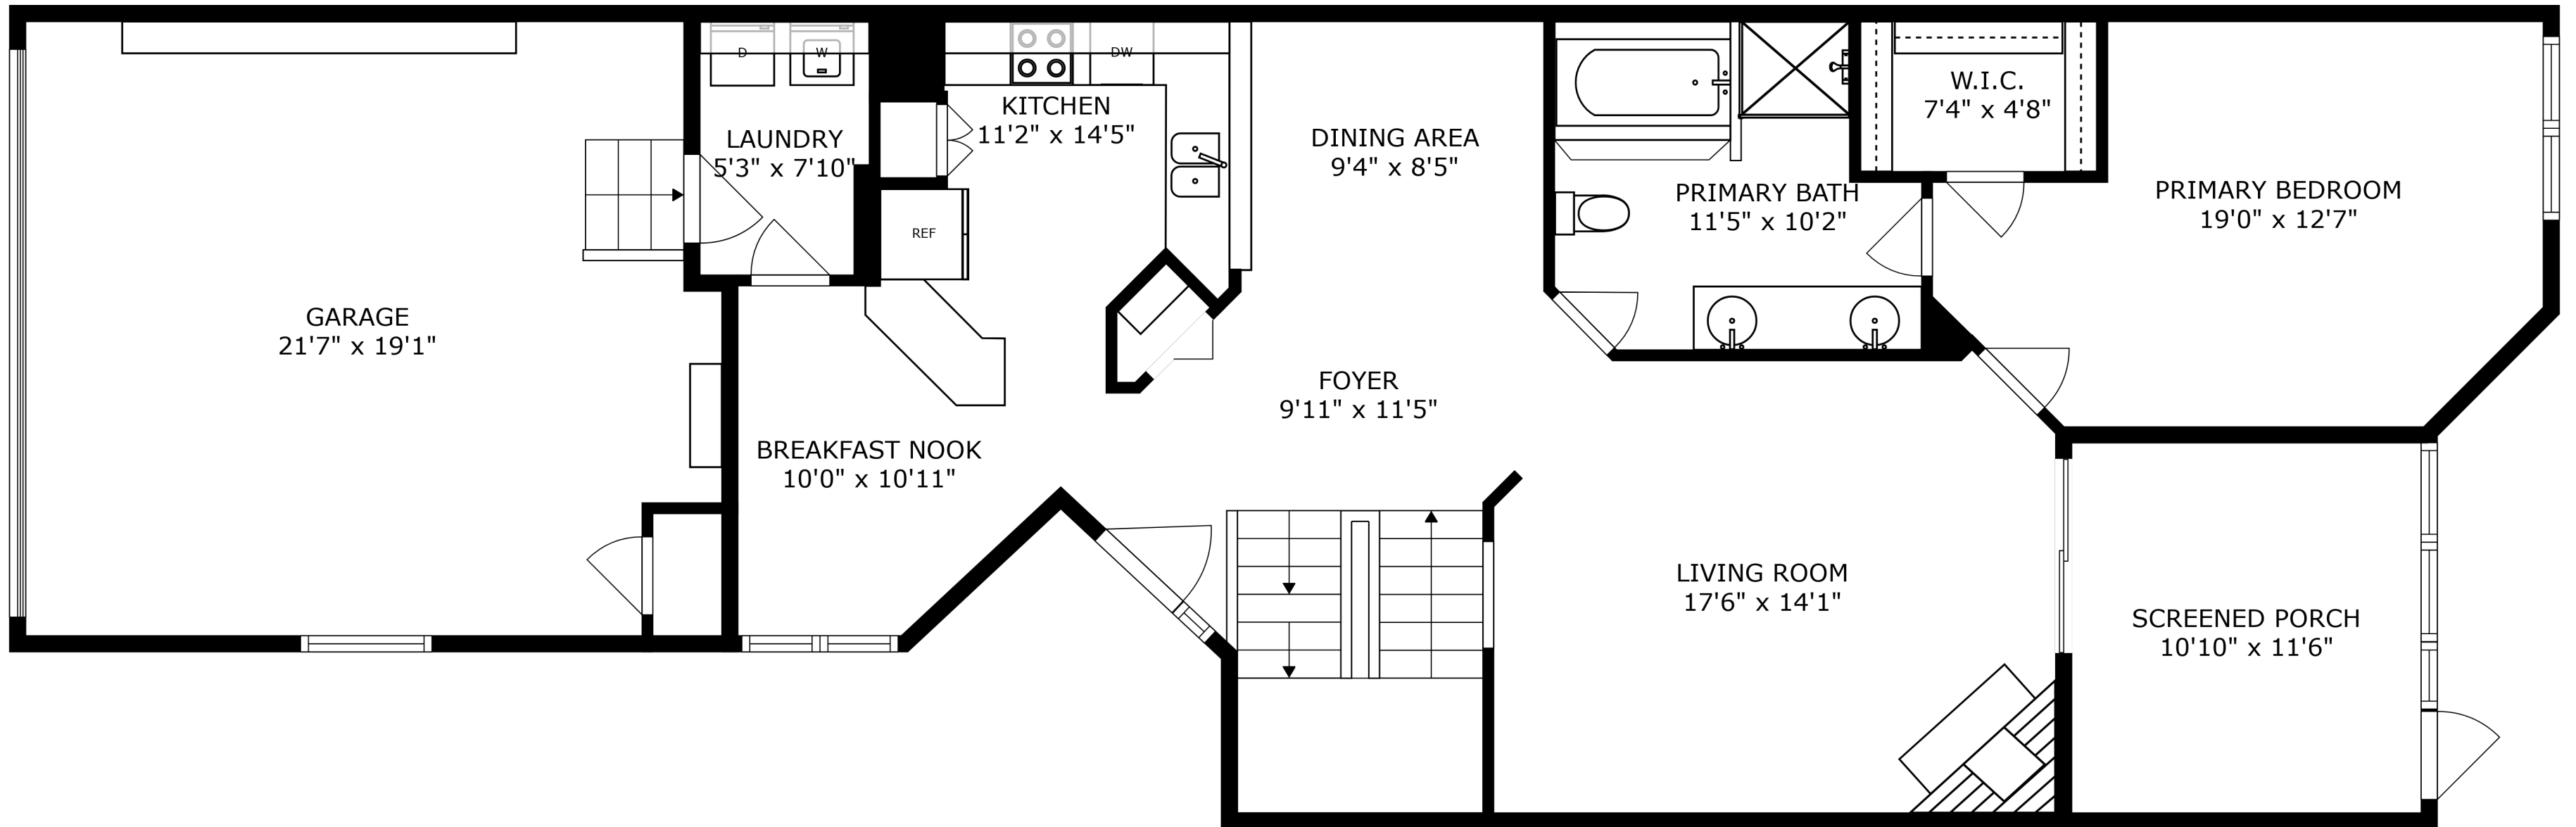 D
W
LAUNDRY
5'3" x 7'10"
KITCHEN
11'2" x 14'5"
DW
REF
DINING AREA
9'4" x 8'5"
PRIMARY BATH
11'5" x 10'2"
W.I.C.
7'4" x 4'8"
PRIMARY BEDROOM
19'0" x 12'7"
GARAGE
21'7" x 19'1"
FOYER
9'11" x 11'5"
BREAKFAST NOOK
10'0" x 10'11"
LIVING ROOM
17'6" x 14'1"
SCREENED PORCH
10'10" x 11'6"